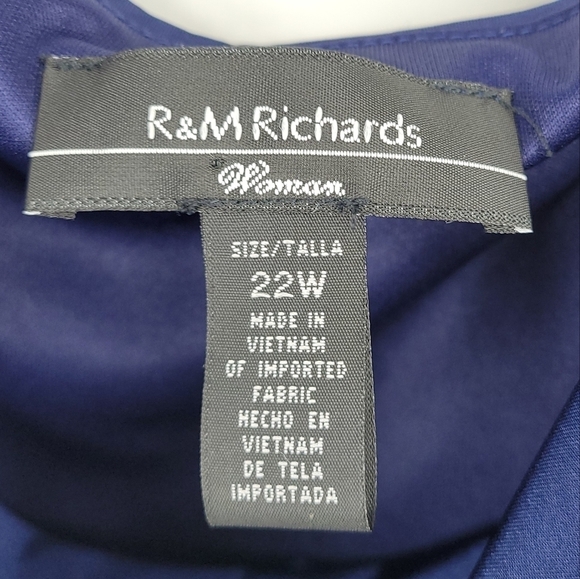 R&M Richards
Woman
SIZE/TALLA
22W
MADE IN
VIETNAM
OF IMPORTED
FABRIC
HECHO EN
VIETNAM
DE TELA
IMPORTADA